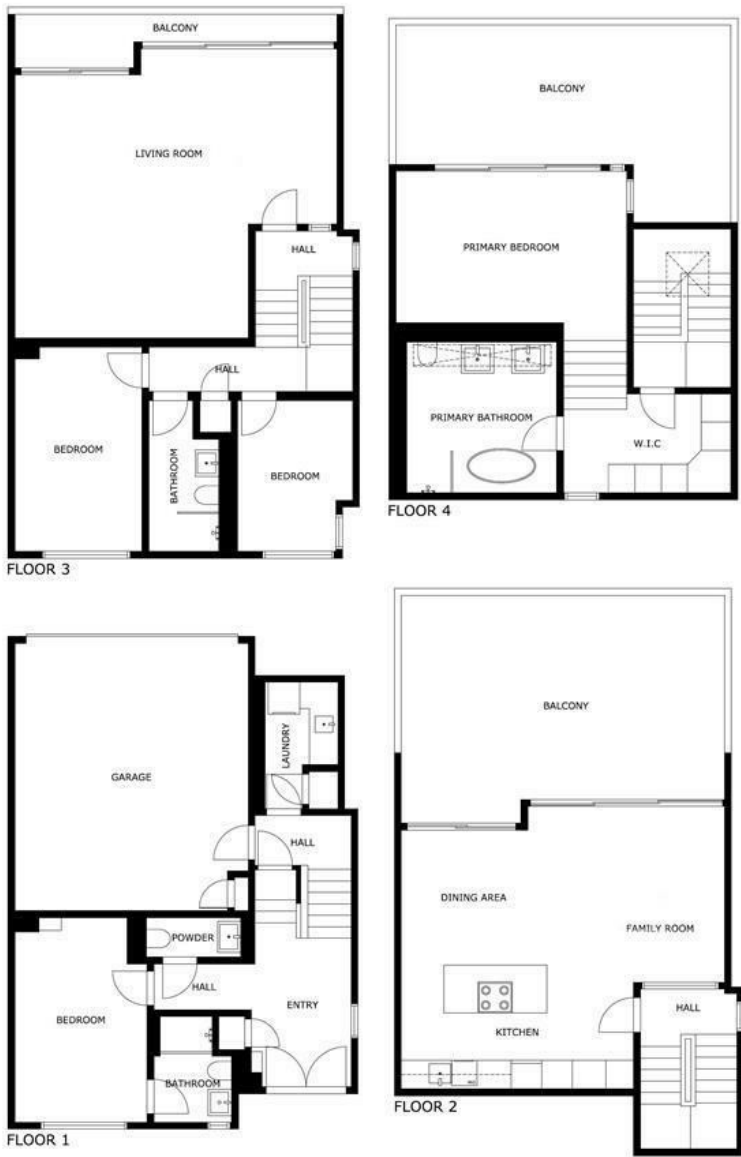 BALCONY
LIVING ROOM
HALL
HALL
BEDROOM
BATHROOM
BEDROOM
FLOOR 3
BALCONY
PRIMARY BEDROOM
PRIMARY BATHROOM
W.I.C
FLOOR 4
GARAGE
LAUNDRY
HALL
POWDER
HALL
ENTRY
BEDROOM
BATHROOM
FLOOR 1
BALCONY
DINING AREA
FAMILY ROOM
HALL
KITCHEN
FLOOR 2